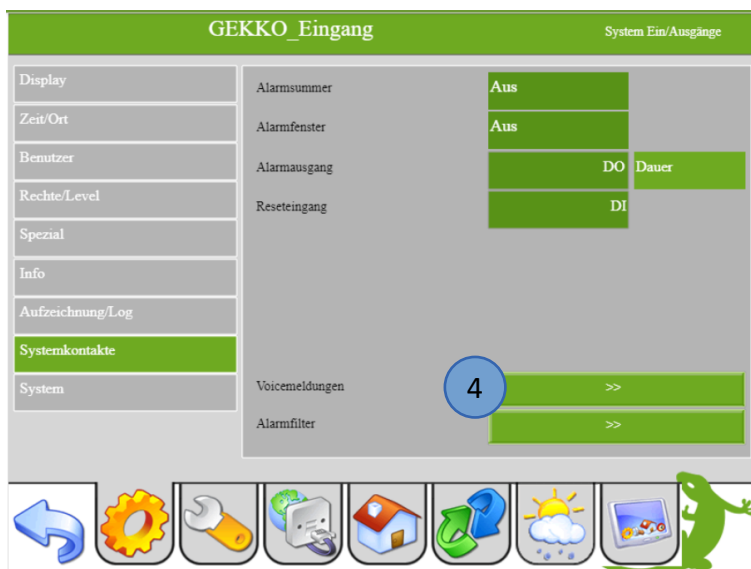 GEKKO_Eingang
System Ein/Ausgänge
Display
Zeit/Ort
Benutzer
Rechte/Level
Spezial
Info
Aufzeichnung/Log
Systemkontakte
System
Alarmsummer Aus
Alarmfenster Aus
Alarmausgang DO Dauer
Reseteingang DI
Voicemeldungen 4 >>
Alarmfilter >>